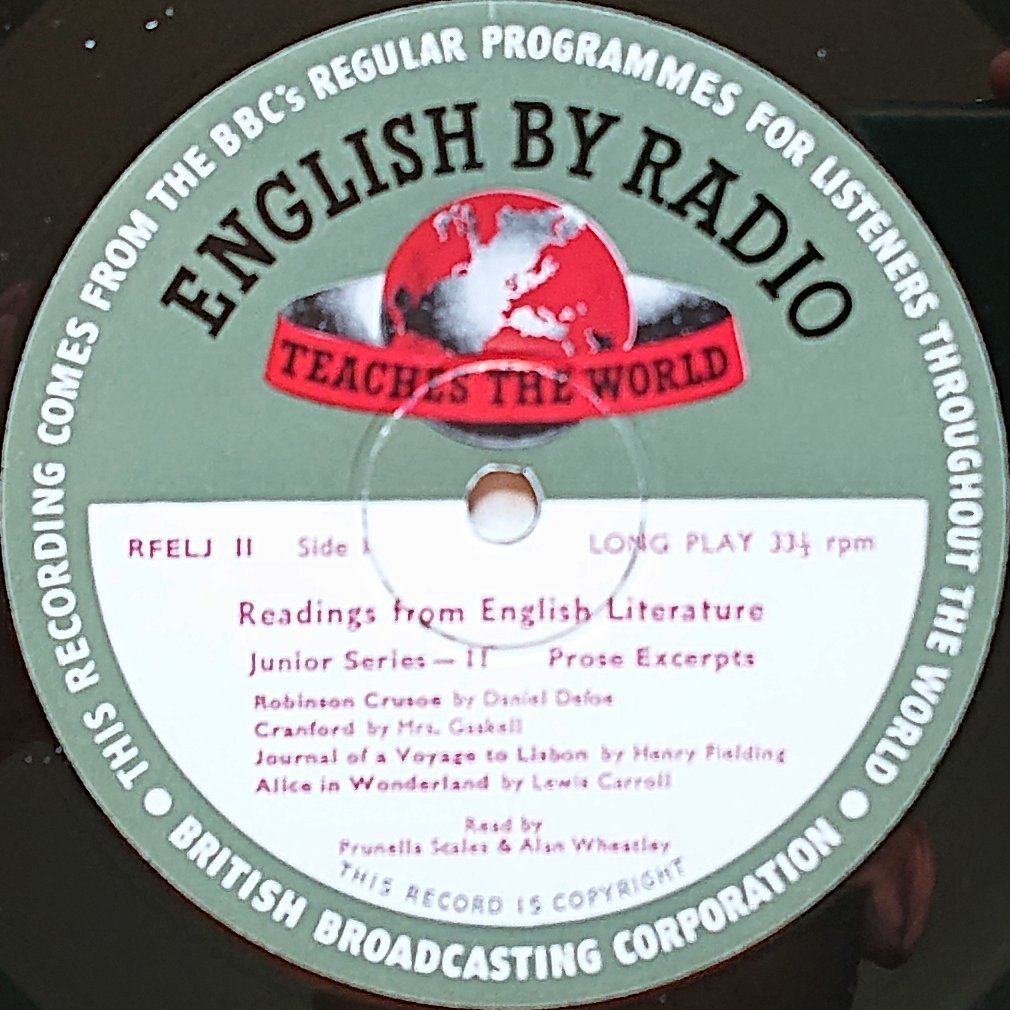 THIS RECORDING COMES FROM THE BBC's REGULAR PROGRAMMES FOR LISTENERS THROUGHOUT THE WORLD
ENGLISH BY RADIO
TEACHES THE WORLD
RFELJ II Side 1 LONG PLAY 33⅓ rpm
Readings from English Literature
Junior Series — II Prose Excerpts
Robinson Crusoe by Daniel Defoe
Cranford by Mrs. Gaskell
Journal of a Voyage to Lisbon by Henry Fielding
Alice in Wonderland by Lewis Carroll
Read by
Prunella Scales & Alan Wheatley
THIS RECORD IS COPYRIGHT
BRITISH BROADCASTING CORPORATION